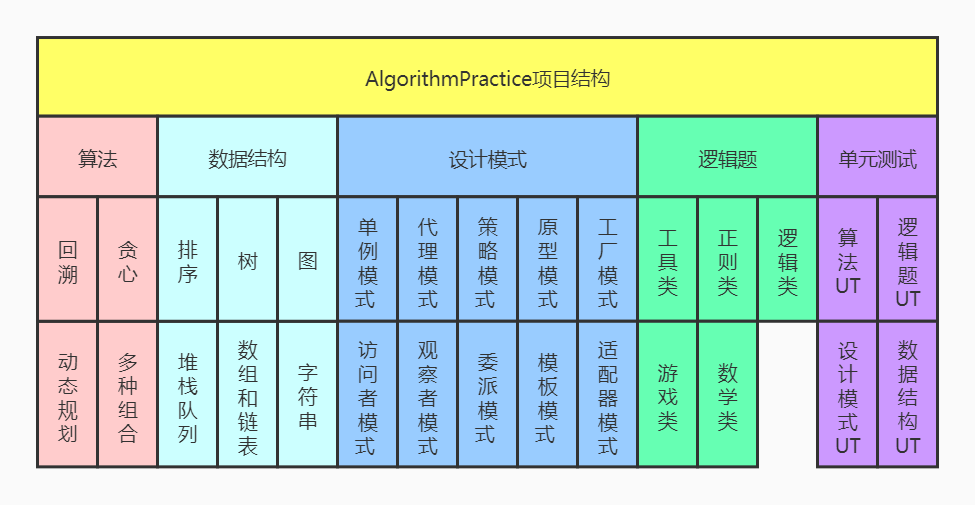 AlgorithmPractice项目结构
算法
数据结构
设计模式
逻辑题
单元测试
回溯
贪心
排序
树
图
单例模式
代理模式
策略模式
原型模式
工厂模式
工具类
正则类
逻辑类
算法UT
逻辑题UT
动态规划
多种组合
堆栈队列
数组和链表
字符串
访问者模式
观察者模式
委派模式
模板模式
适配器模式
游戏类
数学类
设计模式UT
数据结构UT